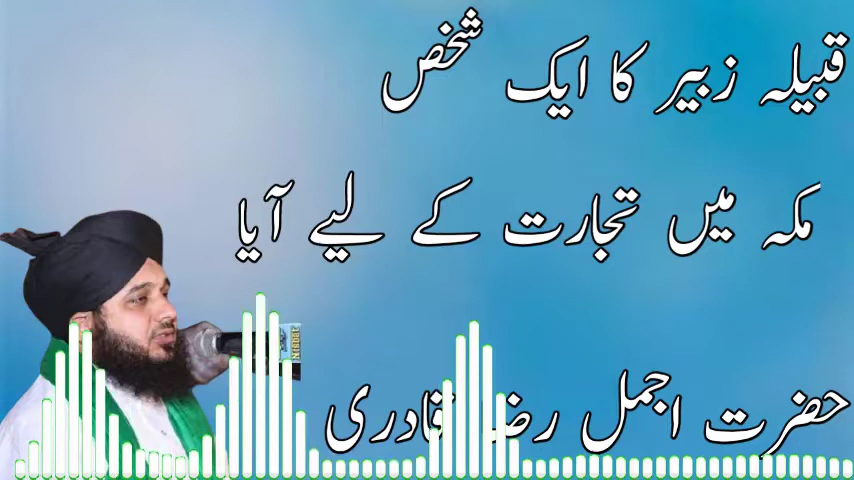 قبیلہ زبیر کا ایک شخص
مکہ میں تجارت کے لیے آیا
حضرت اجمل رضا قادری